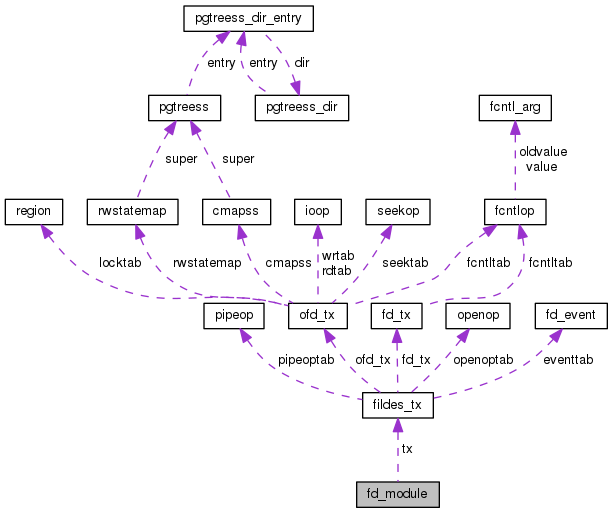 pgtreess_dir_entry
entry
entry
dir
pgtreess
pgtreess_dir
fcntl_arg
super
super
oldvalue
value
region
rwstatemap
cmapss
ioop
seekop
fcntlop
locktab
rwstatemap
cmapss
wrtab
rdtab
seektab
fcntltab
fcntltab
pipeop
ofd_tx
fd_tx
openop
fd_event
pipeoptab
ofd_tx
fd_tx
openoptab
eventtab
fildes_tx
tx
fd_module